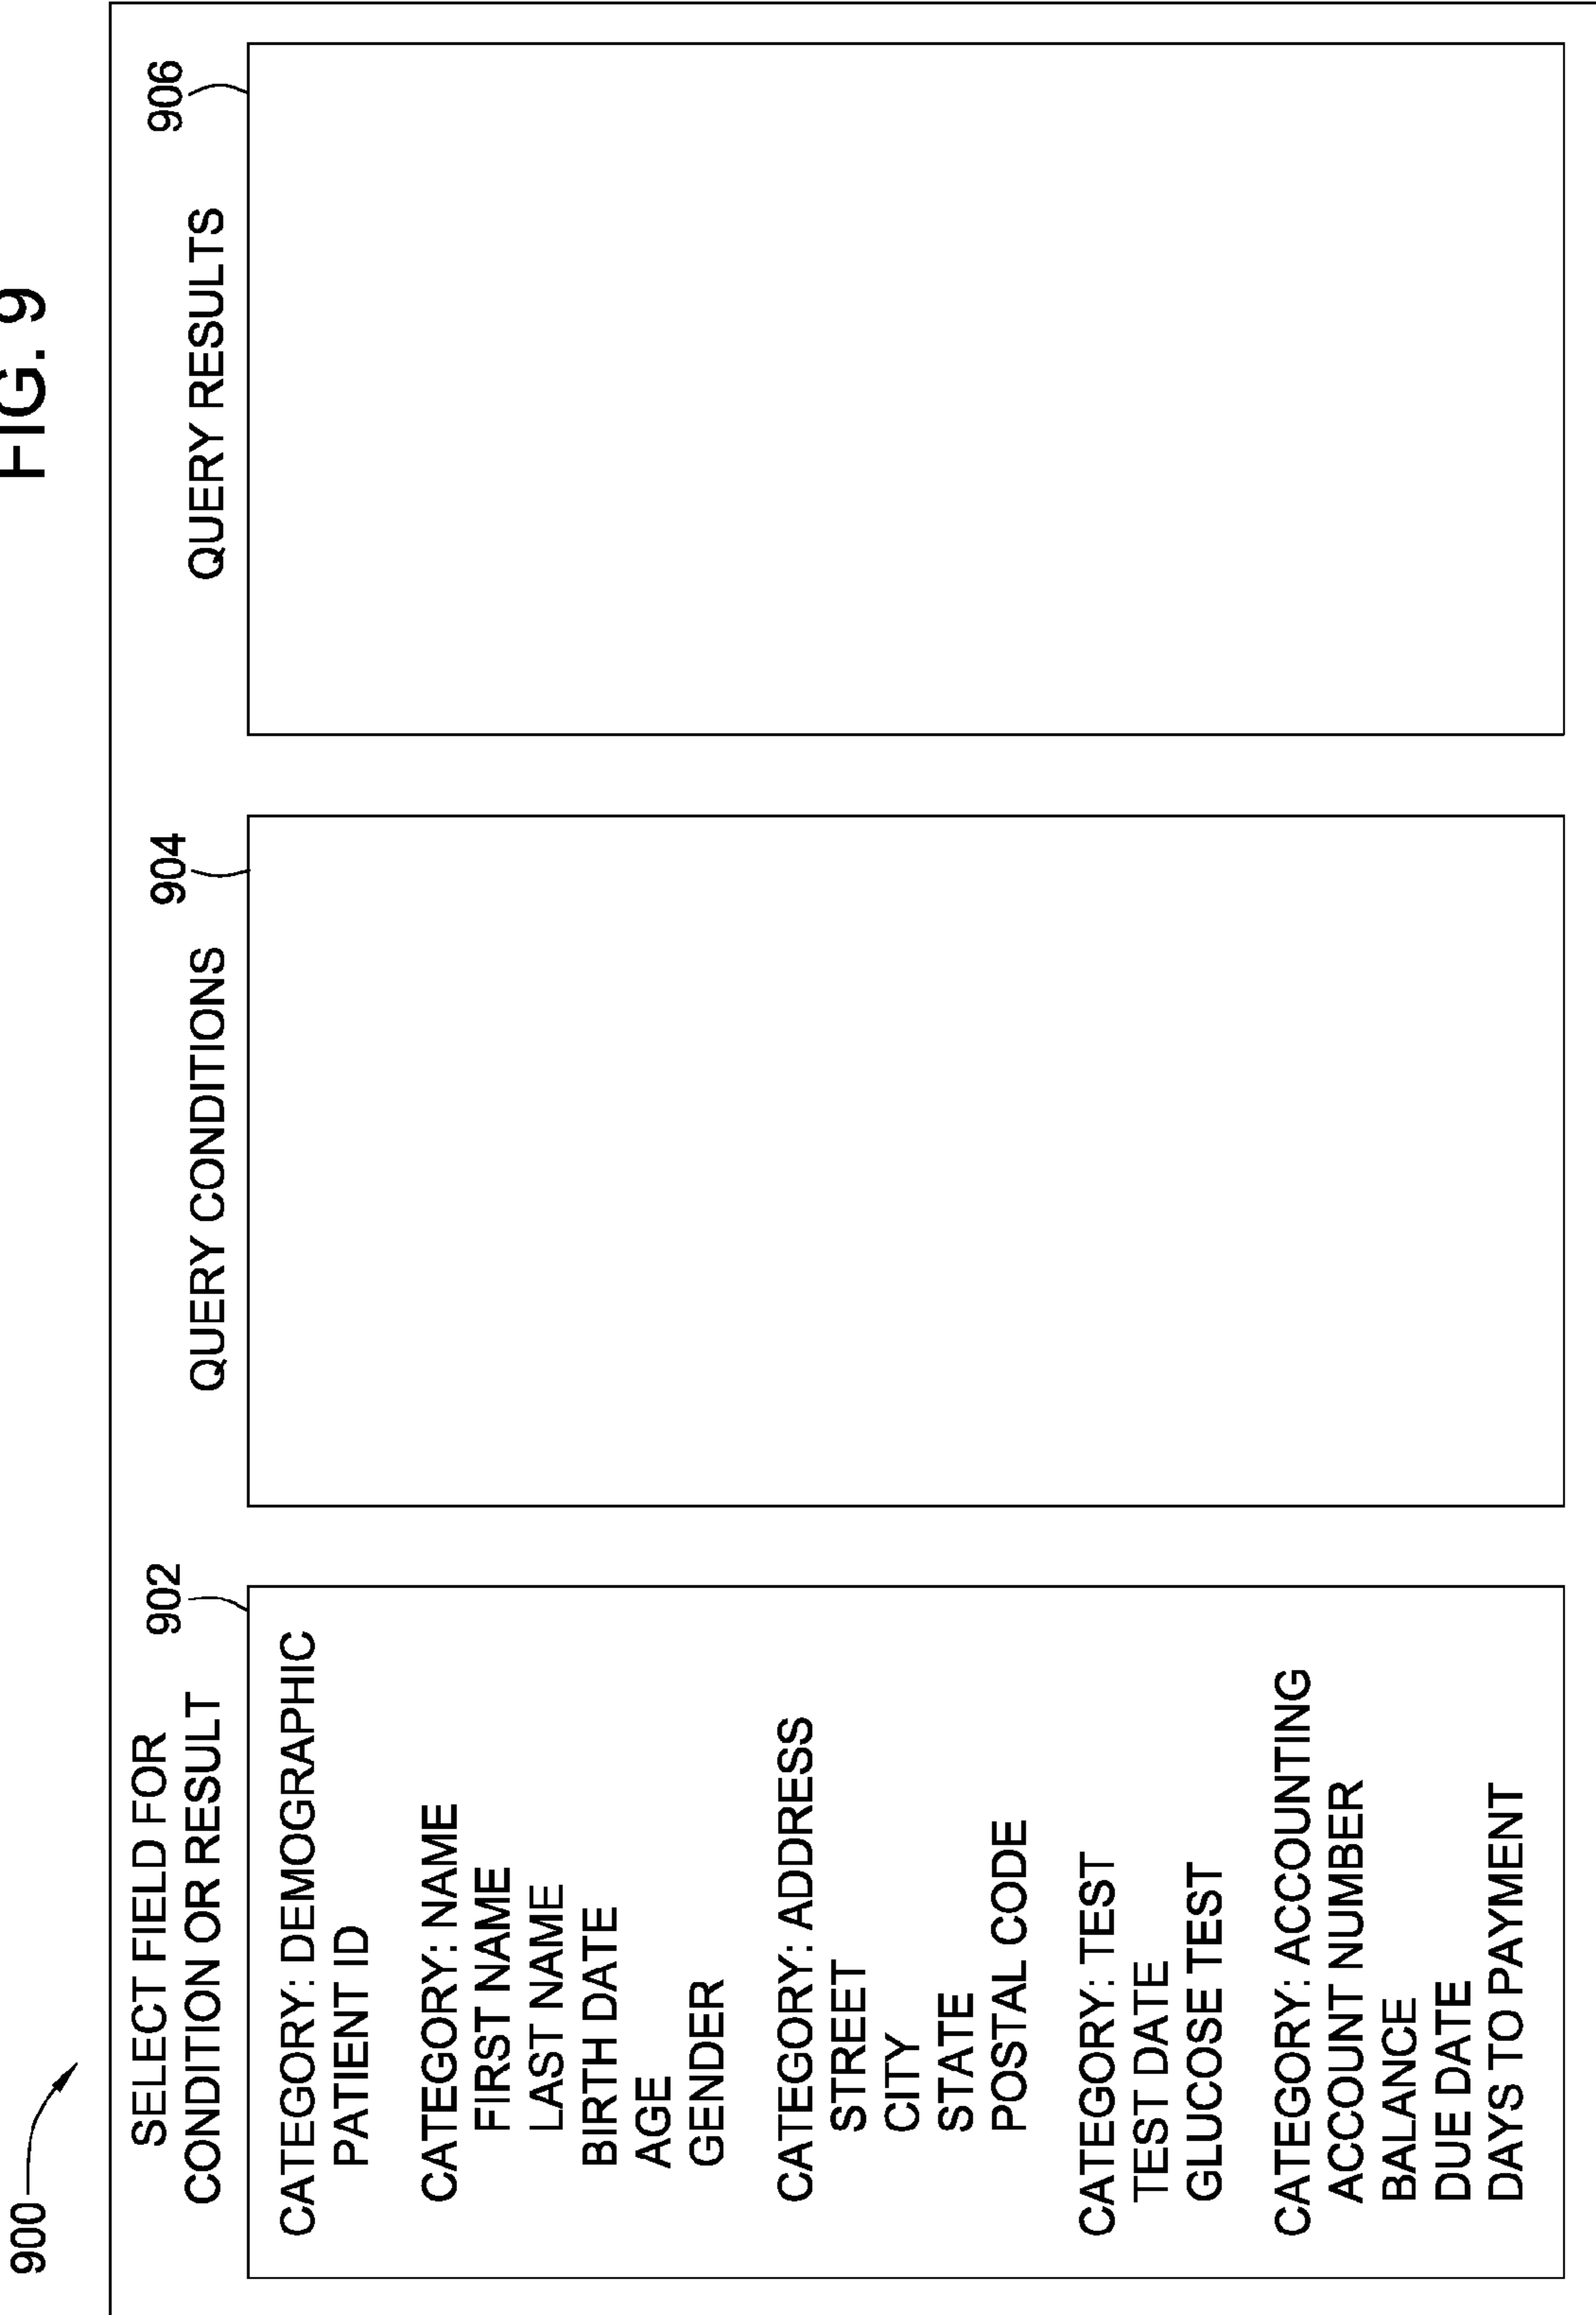 FIG. 9
900
SELECT FIELD FOR
CONDITION OR RESULT
902
CATEGORY: DEMOGRAPHIC
PATIENT ID
CATEGORY: NAME
FIRST NAME
LAST NAME
BIRTH DATE
AGE
GENDER
CATEGORY: ADDRESS
STREET
CITY
STATE
POSTAL CODE
CATEGORY: TEST
TEST DATE
GLUCOSE TEST
CATEGORY: ACCOUNTING
ACCOUNT NUMBER
BALANCE
DUE DATE
DAYS TO PAYMENT
QUERY CONDITIONS
904
QUERY RESULTS
906